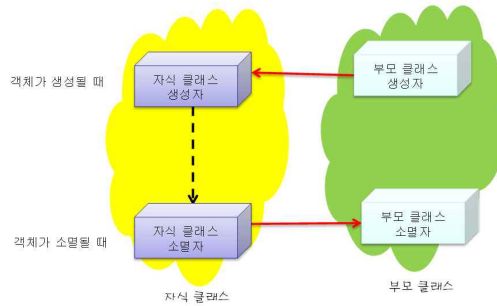 객체가 생성될 때
자식 클래스
생성자
부모 클래스
생성자
객체가 소멸될 때
자식 클래스
소멸자
부모 클래스
소멸자
자식 클래스
부모 클래스